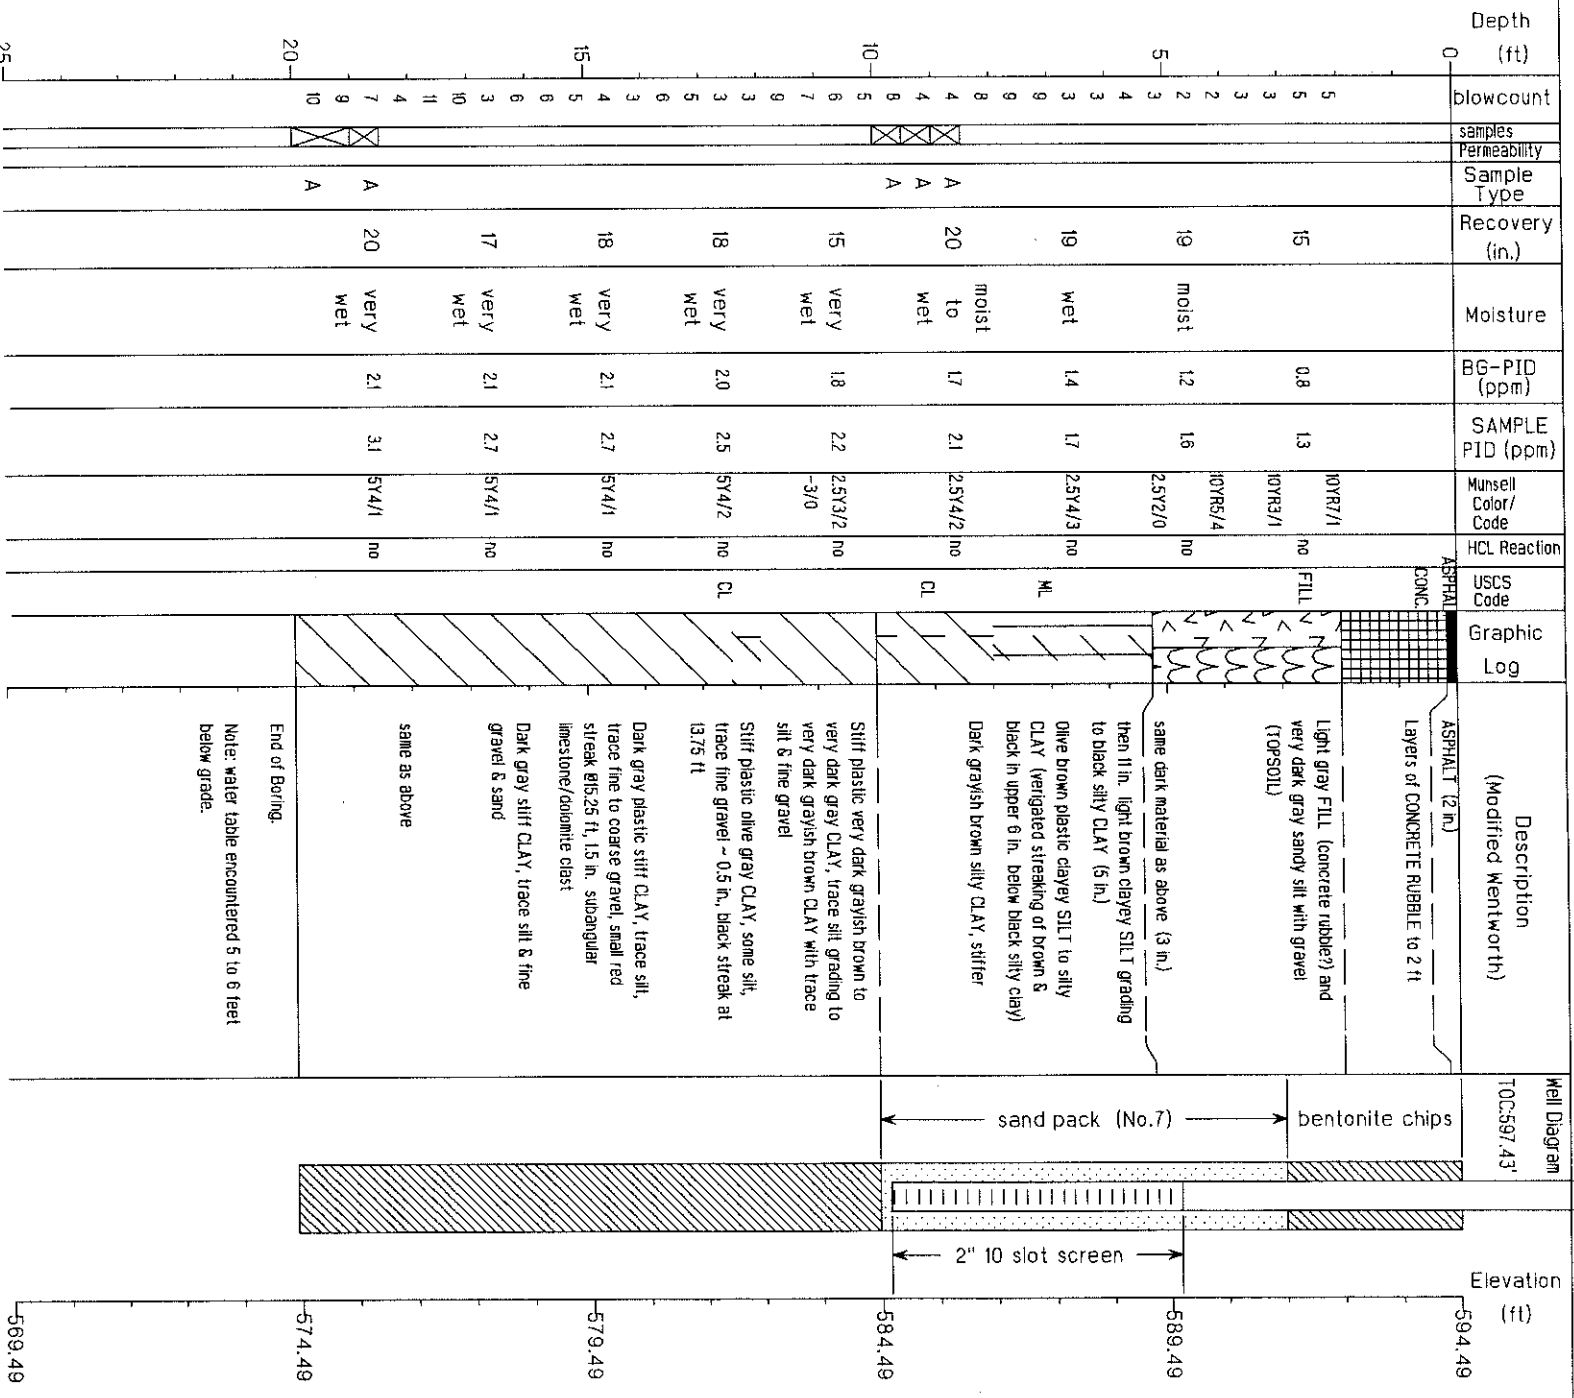 Depth
(ft)
0
5
10
15
20
25
blowcount
5
5
3
3
2
2
3
4
3
3
9
9
8
4
4
8
5
6
7
9
3
3
5
6
3
4
5
6
6
3
10
11
4
7
9
10
samples
Permeability
Sample
Type
A
A
A
A
A
Recovery
(in.)
15
19
19
20
15
18
18
17
20
Moisture
moist
wet
moist
to
wet
very
wet
very
wet
very
wet
very
wet
very
wet
BG-PID
(ppm)
0.8
1.2
1.4
1.7
1.8
2.0
2.1
2.1
2.1
SAMPLE
PID (ppm)
1.3
1.6
1.7
2.1
2.2
2.5
2.7
2.7
3.1
Munsell
Color/
Code
10YR7/1
10YR3/1
10YR5/4
2.5Y2/0
2.5Y4/3
2.5Y4/2
2.5Y3/2
-3/0
5Y4/2
5Y4/1
5Y4/1
5Y4/1
HCL Reaction
no
no
no
no
no
no
no
no
no
USCS
Code
ASPHAL
CONC.
FILL
ML
CL
CL
Graphic
Log
Description
(Modified Wentworth)
ASPHALT (2 in.)
Layers of CONCRETE RUBBLE to 2 ft
Light gray FILL (concrete rubble?) and
very dark gray sandy silt with gravel
(TOPSOIL)
same dark material as above (3 in.)
then 11 in. light brown clayey SILT grading
to black silty CLAY (5 in.)
Olive brown plastic clayey SILT to silty
CLAY (verigated streaking of brown &
black in upper 6 in. below black silty clay)
Dark grayish brown silty CLAY, stiffer
Stiff plastic very dark grayish brown to
very dark gray CLAY, trace silt grading to
very dark grayish brown CLAY with trace
silt & fine gravel
Stiff plastic olive gray CLAY, some silt,
trace fine gravel ~ 0.5 in., black streak at
13.75 ft
Dark gray plastic stiff CLAY, trace silt,
trace fine to coarse gravel, small red
streak @15.25 ft, 1.5 in. subangular
limestone/dolomite clast
Dark gray stiff CLAY, trace silt & fine
gravel & sand
same as above
End of Boring.
Note: water table encountered 5 to 6 feet
below grade.
Well Diagram
TOC:597.43'
bentonite chips
sand pack (No.7)
2" 10 slot screen
Elevation
(ft)
594.49
589.49
584.49
579.49
574.49
569.49